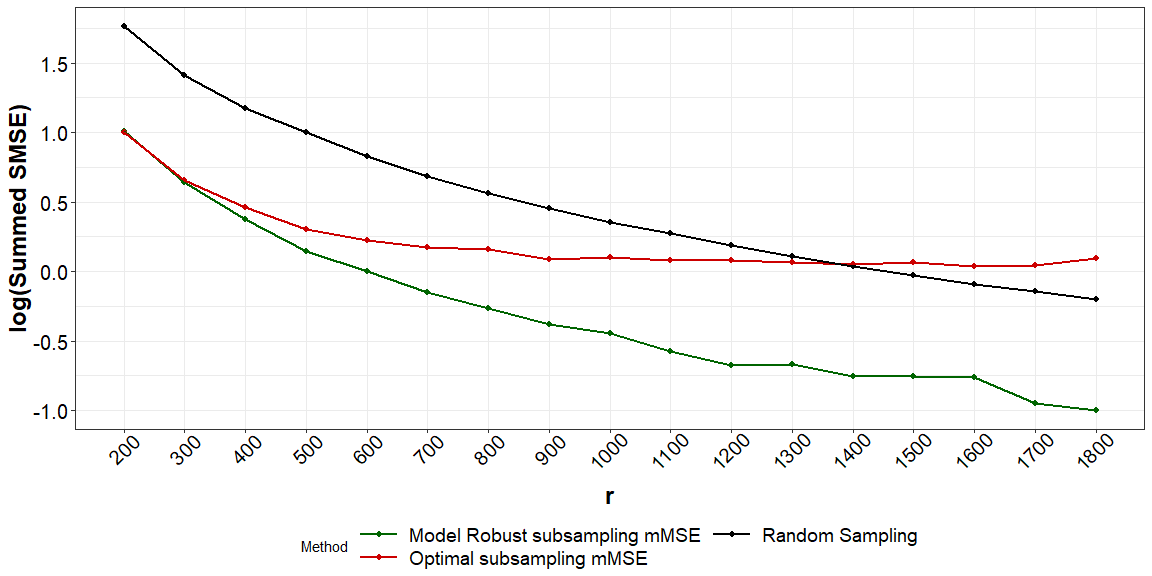 log(Summed SMSE)
1.5
1.0
0.5
0.0
-0.5
-1.0
200 300 400 500 600 700 800 900 1000 1100 1200 1300 1400 1500 1600 1700 1800
r
Method
Model Robust subsampling mMSE
Random Sampling
Optimal subsampling mMSE